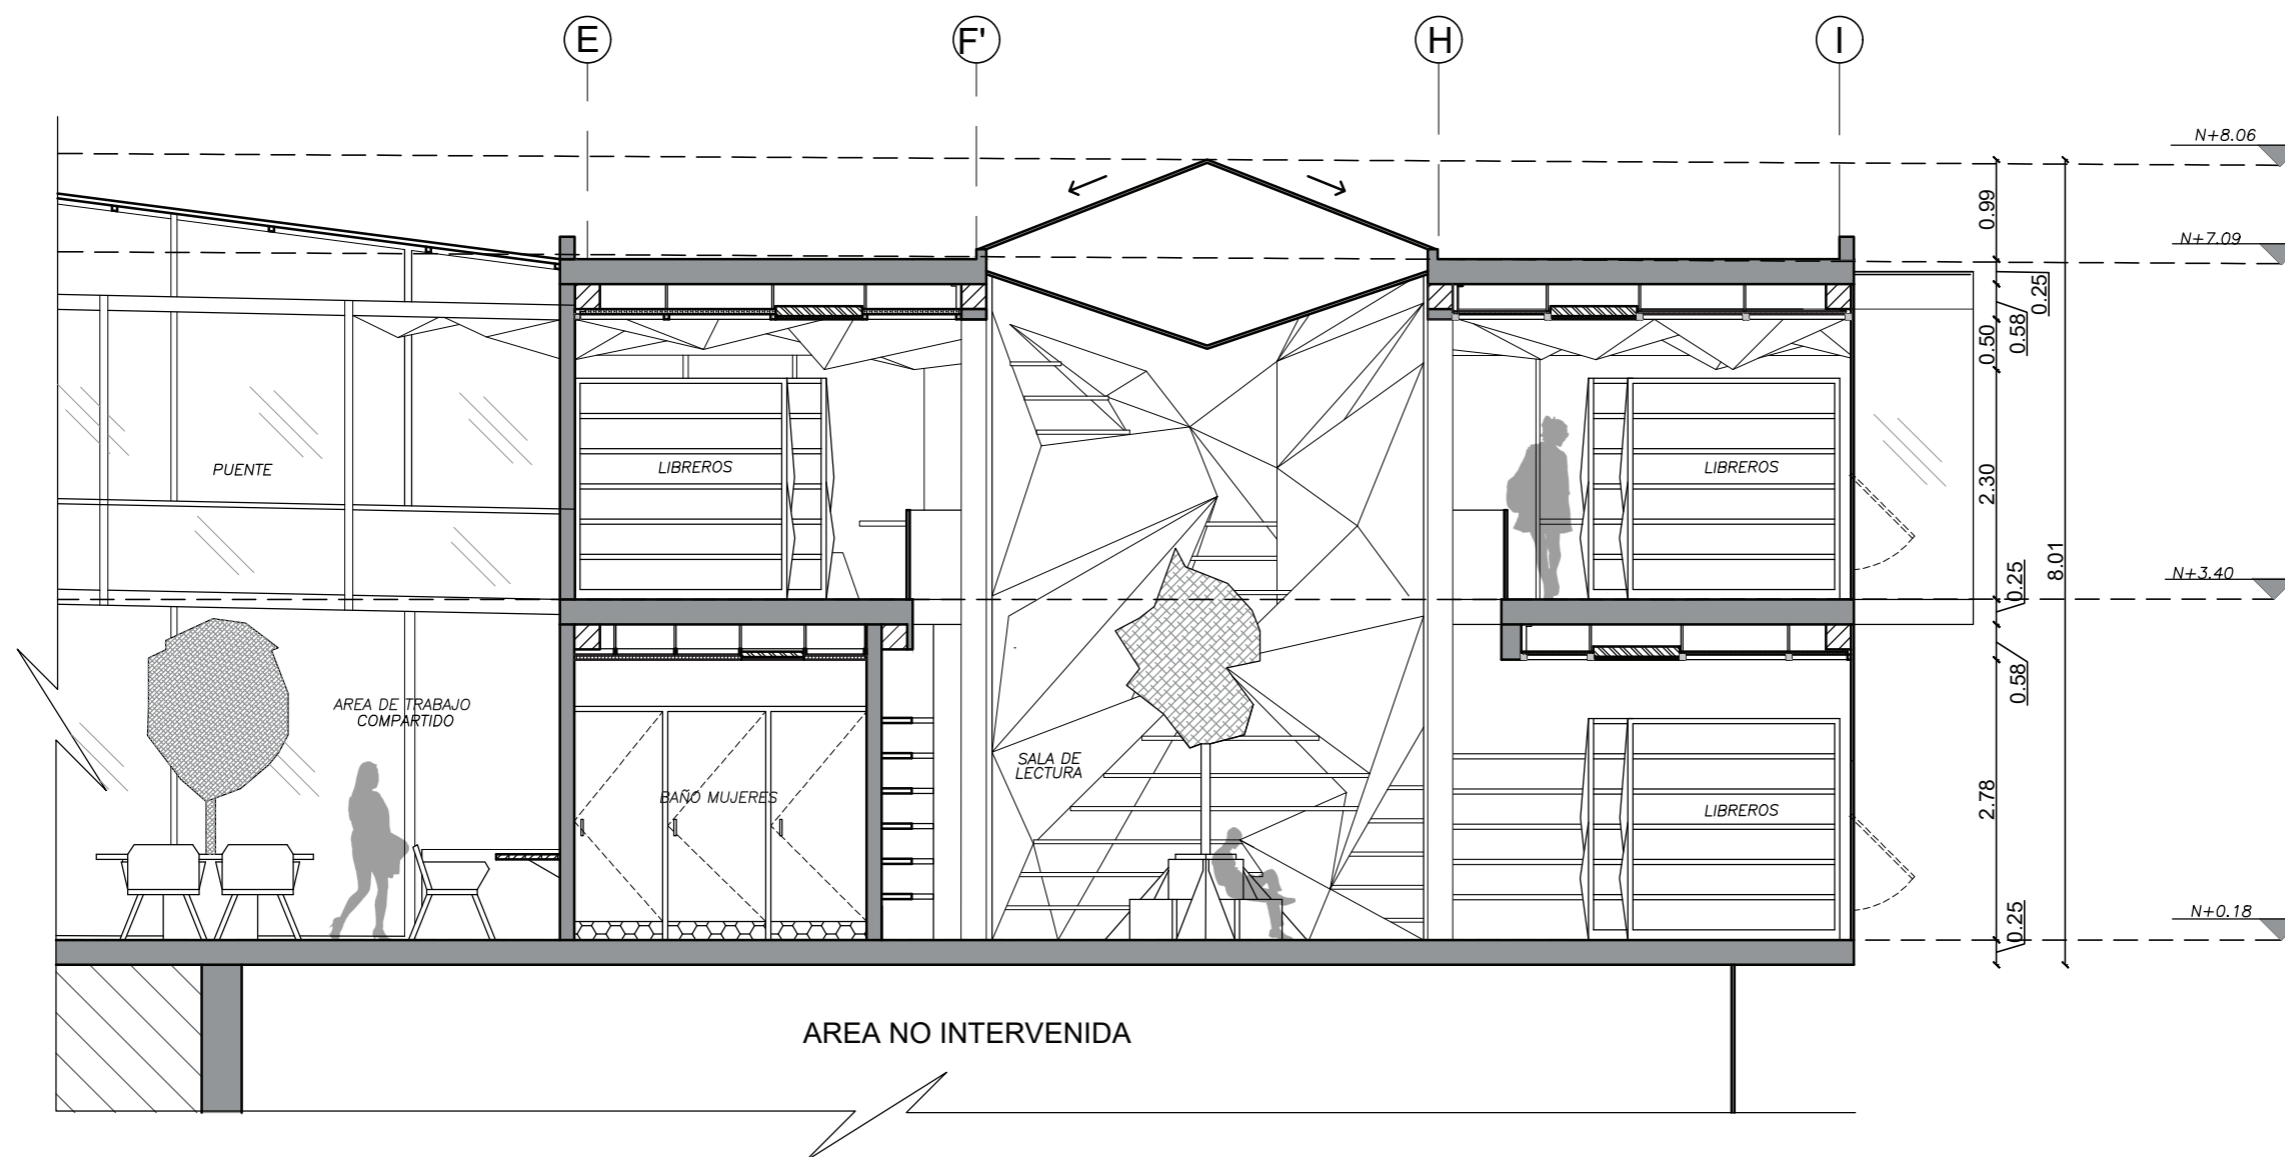 E
F'
H
I
N+8.06
0.99
N+7.09
0.25
0.58
0.50
PUENTE
LIBREROS
LIBREROS
2.30
8.01
0.25
N+3.40
0.58
AREA DE TRABAJO
COMPARTIDO
SALA DE
LECTURA
BAÑO MUJERES
LIBREROS
2.78
0.25
N+0.18
AREA NO INTERVENIDA